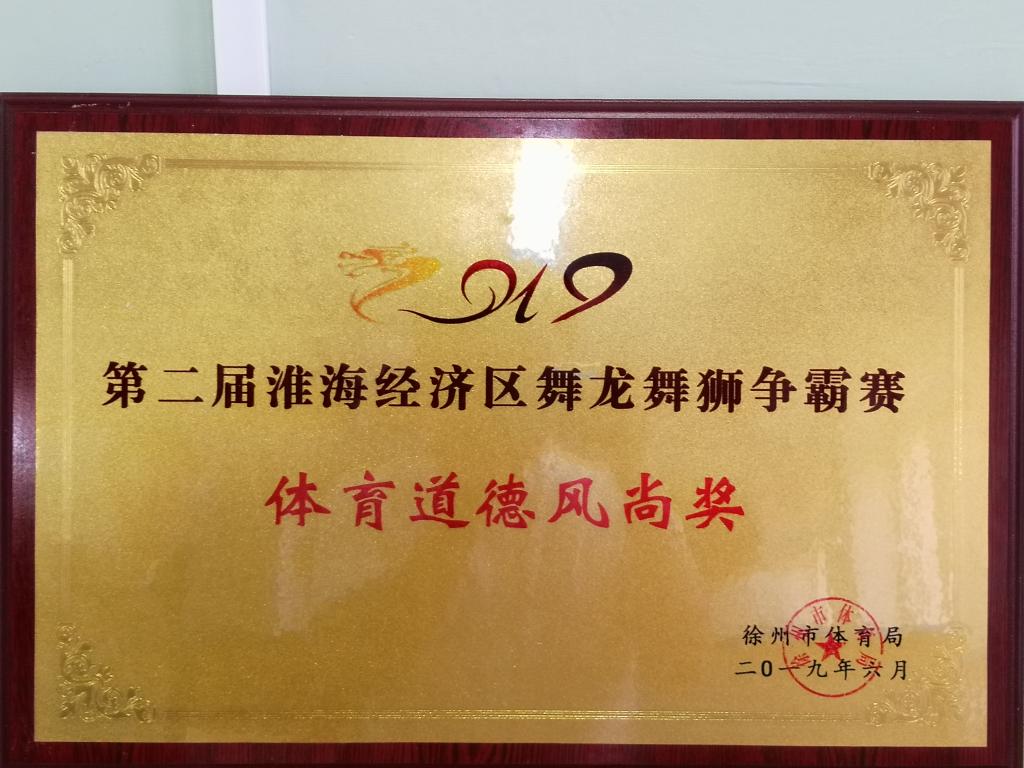 2019
第二届淮海经济区舞龙舞狮争霸赛
体育道德风尚奖
徐州市体育局
二0一九年六月